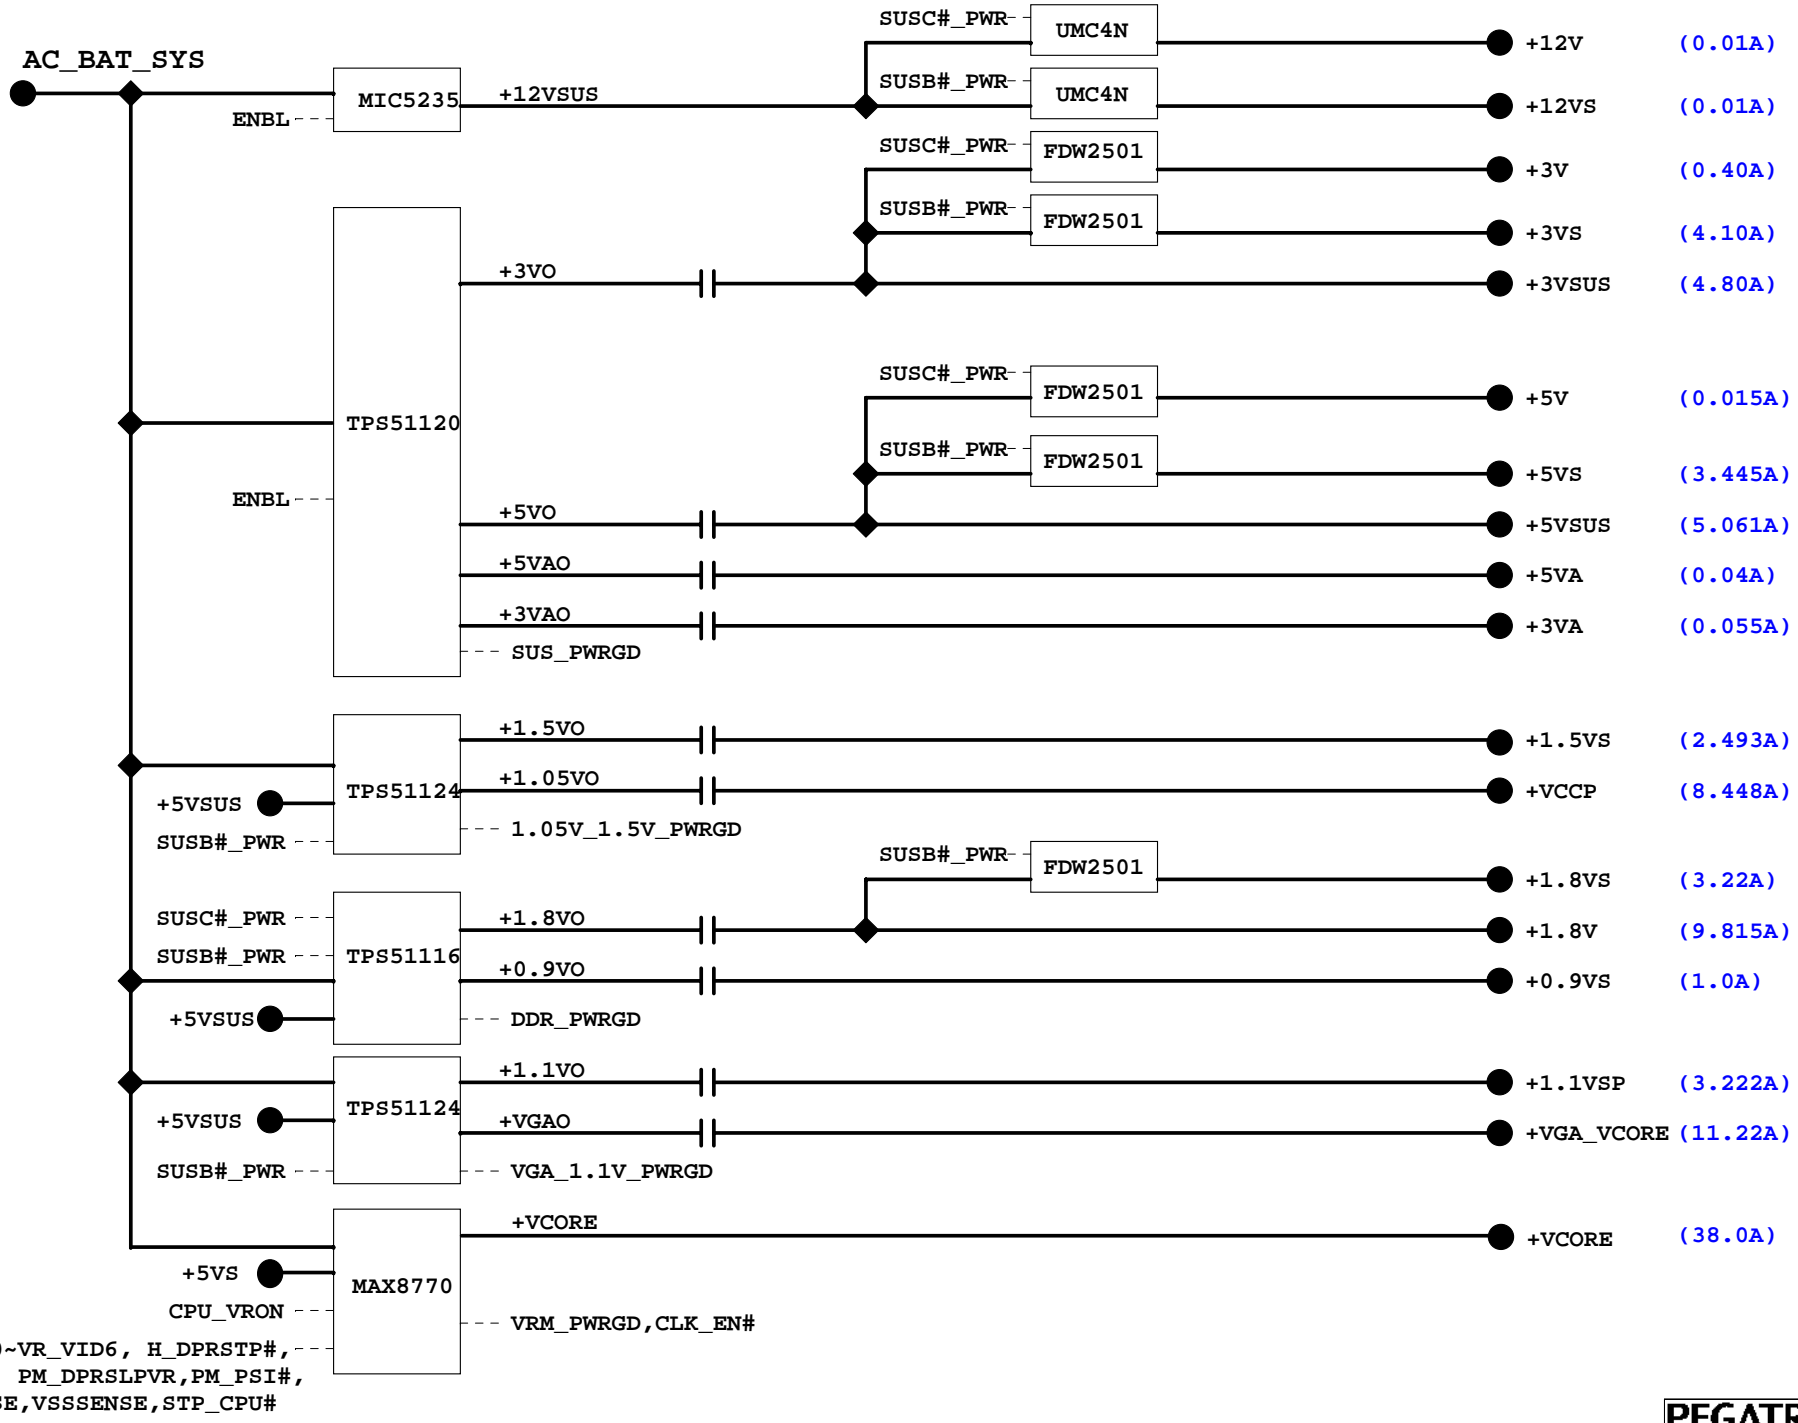 SUSC#_PWR
UMC4N
+12V (0.01A)
AC_BAT_SYS
SUSB#_PWR
UMC4N
MIC5235
+12VSUS
+12VS (0.01A)
ENBL
SUSC#_PWR
FDW2501
+3V (0.40A)
SUSB#_PWR
FDW2501
+3VS (4.10A)
+3VO
+3VSUS (4.80A)
SUSC#_PWR
FDW2501
+5V (0.015A)
TPS51120
SUSB#_PWR
FDW2501
+5VS (3.445A)
ENBL
+5VO
+5VSUS (5.061A)
+5VAO
+5VA (0.04A)
+3VAO
+3VA (0.055A)
SUS_PWRGD
+1.5VO
+1.5VS (2.493A)
+1.05VO
TPS51124
+VCCP (8.448A)
+5VSUS
1.05V_1.5V_PWRGD
SUSB#_PWR
SUSB#_PWR
FDW2501
+1.8VS (3.22A)
SUSC#_PWR
+1.8VO
+1.8V (9.815A)
SUSB#_PWR
TPS51116
+0.9VO
+0.9VS (1.0A)
+5VSUS
DDR_PWRGD
+1.1VO
+1.1VSP (3.222A)
TPS51124
+5VSUS
+VGAO
+VGA_VCORE (11.22A)
SUSB#_PWR
VGA_1.1V_PWRGD
+VCORE
+VCORE (38.0A)
+5VS
MAX8770
CPU_VRON
VRM_PWRGD,CLK_EN#
~VR_VID6, H_DPRSTP#,
PM_DPRSLPVR,PM_PSI#,
SE,VSSSENSE,STP_CPU#